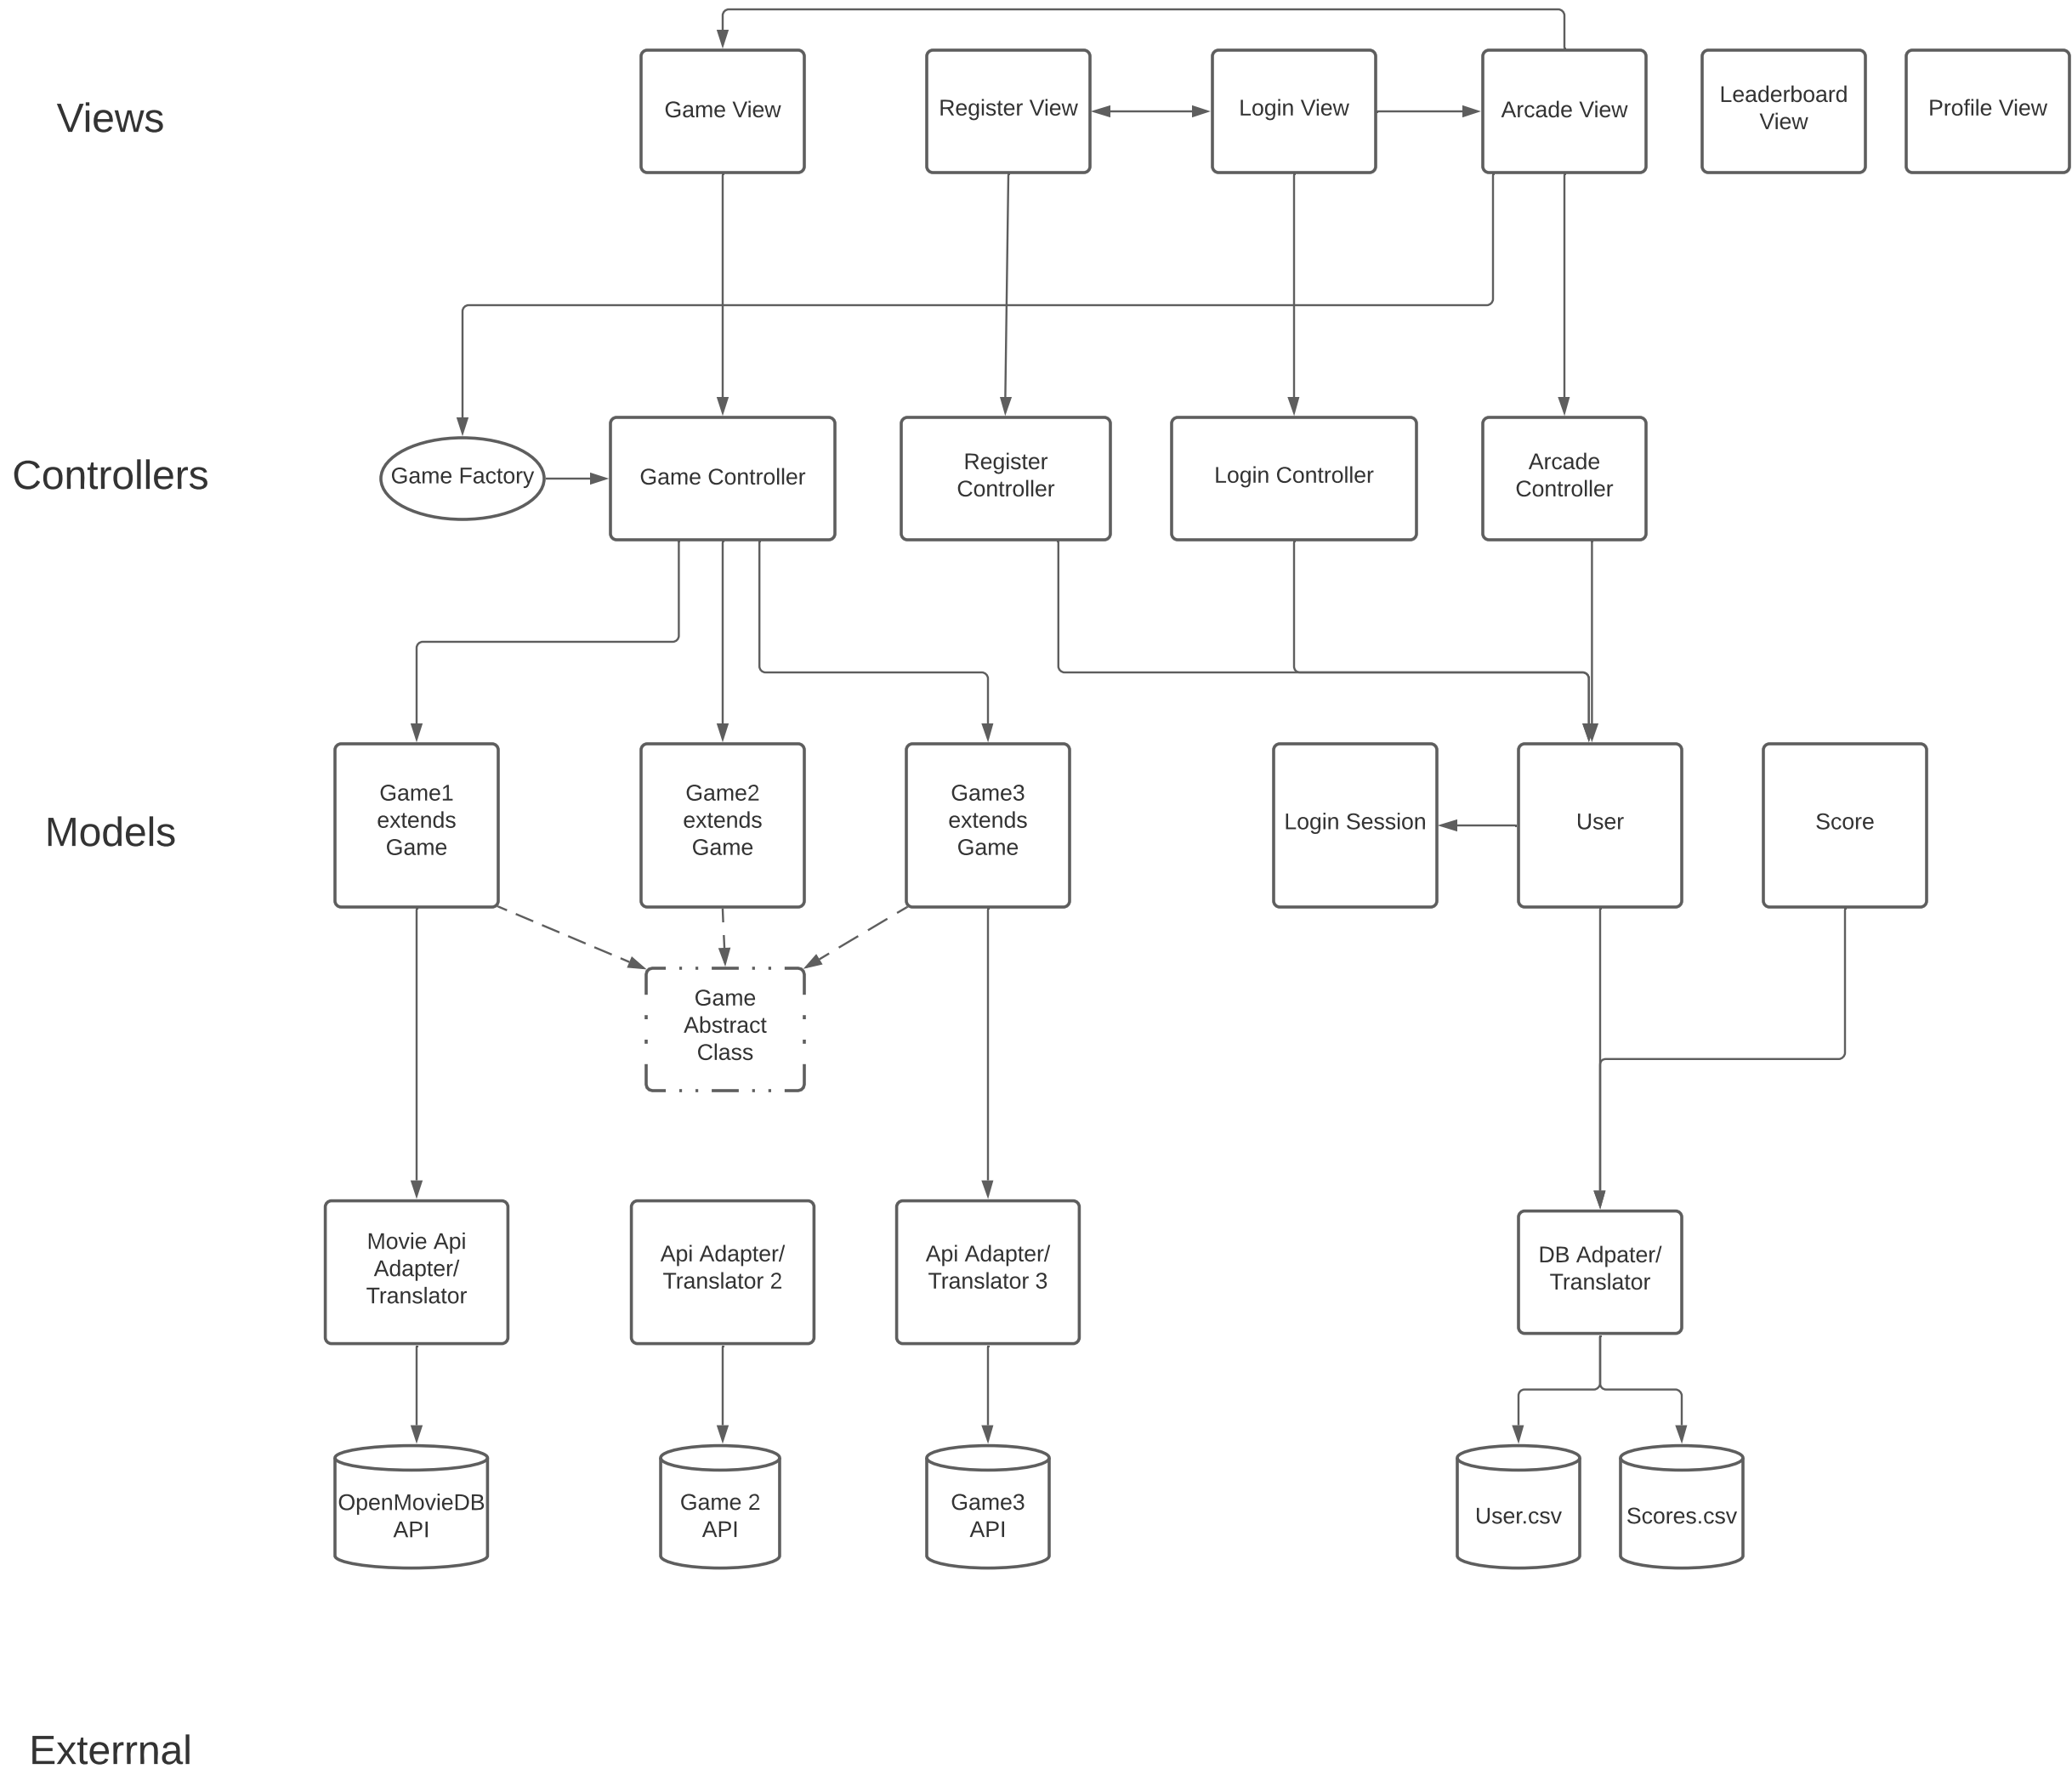 Views
Game View
Register View
Login View
Arcade View
Leaderboard
View
Profile View
Controllers
Game Factory
Game Controller
Register
Controller
Login Controller
Arcade
Controller
Models
Game1
extends
Game
Game2
extends
Game
Game3
extends
Game
Login Session
User
Score
Game
Abstract
Class
Movie Api
Adapter/
Translator
Api Adapter/
Translator 2
Api Adapter/
Translator 3
DB Adpater/
Translator
OpenMovieDB
API
Game 2
API
Game3
API
User.csv
Scores.csv
Exterrnal